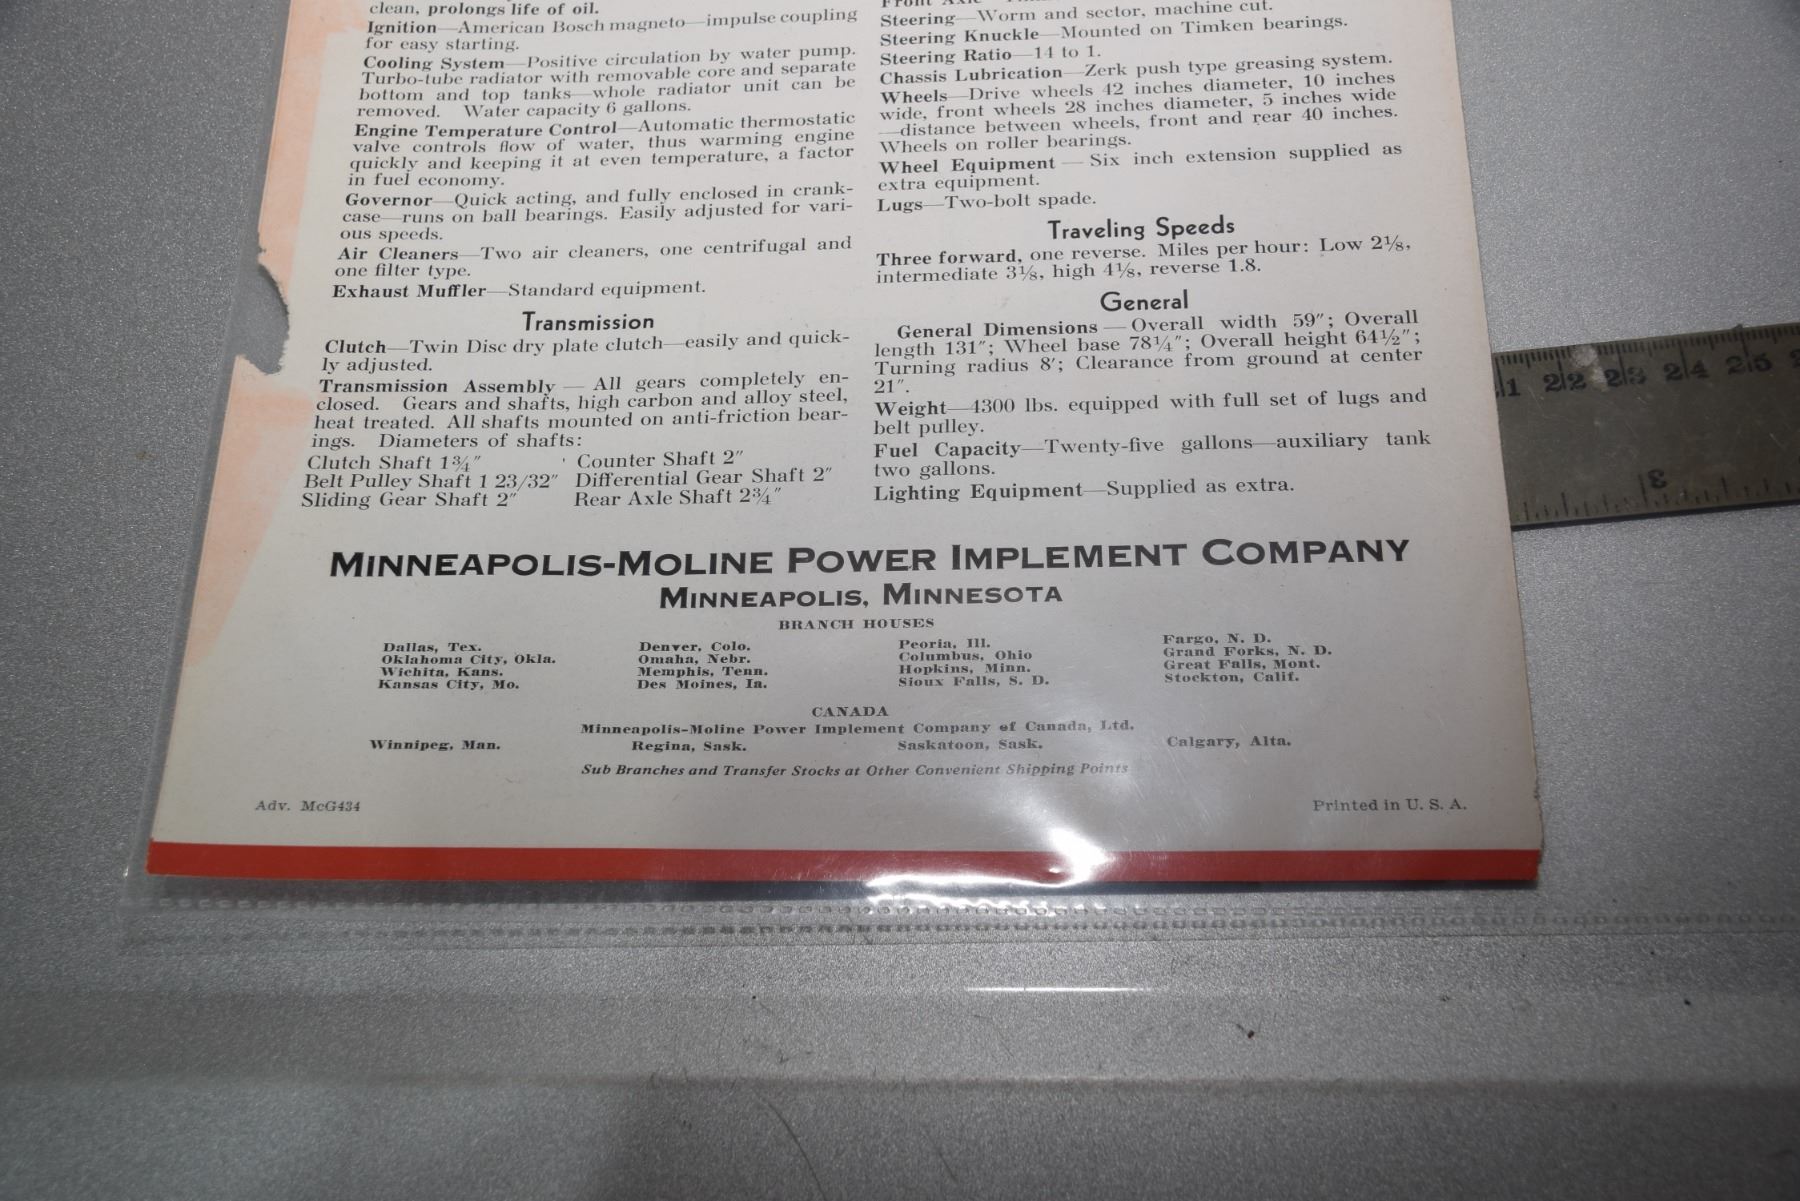 clean, prolongs life of oil.
Ignition—American Bosch magneto—impulse coupling
for easy starting.
Cooling System—Positive circulation by water pump.
Turbo-tube radiator with removable core and separate
bottom and top tanks—whole radiator unit can be
removed. Water capacity 6 gallons.
Engine Temperature Control—Automatic thermostatic
valve controls flow of water, thus warming engine
quickly and keeping it at even temperature, a factor
in fuel economy.
Governor—Quick acting, and fully enclosed in crank-
case—runs on ball bearings. Easily adjusted for vari-
ous speeds.
Air Cleaners—Two air cleaners, one centrifugal and
one filter type.
Exhaust Muffler—Standard equipment.
Transmission
Clutch—Twin Disc dry plate clutch—easily and quick-
ly adjusted.
Transmission Assembly — All gears completely en-
closed. Gears and shafts, high carbon and alloy steel,
heat treated. All shafts mounted on anti-friction bear-
ings. Diameters of shafts:
Clutch Shaft 1¾″ Counter Shaft 2″
Belt Pulley Shaft 1 23/32″ Differential Gear Shaft 2″
Sliding Gear Shaft 2″ Rear Axle Shaft 2¾″
Front Axle
Steering—Worm and sector, machine cut.
Steering Knuckle—Mounted on Timken bearings.
Steering Ratio—14 to 1.
Chassis Lubrication—Zerk push type greasing system.
Wheels—Drive wheels 42 inches diameter, 10 inches
wide, front wheels 28 inches diameter, 5 inches wide
—distance between wheels, front and rear 40 inches.
Wheels on roller bearings.
Wheel Equipment — Six inch extension supplied as
extra equipment.
Lugs—Two-bolt spade.
Traveling Speeds
Three forward, one reverse. Miles per hour: Low 2⅛,
intermediate 3⅛, high 4⅛, reverse 1.8.
General
General Dimensions — Overall width 59″; Overall
length 131″; Wheel base 78¼″; Overall height 64½″;
Turning radius 8′; Clearance from ground at center
21″.
Weight—4300 lbs. equipped with full set of lugs and
belt pulley.
Fuel Capacity—Twenty-five gallons—auxiliary tank
two gallons.
Lighting Equipment—Supplied as extra.
MINNEAPOLIS-MOLINE POWER IMPLEMENT COMPANY
MINNEAPOLIS, MINNESOTA
BRANCH HOUSES
Dallas, Tex. Denver, Colo. Peoria, Ill. Fargo, N. D.
Oklahoma City, Okla. Omaha, Nebr. Columbus, Ohio Grand Forks, N. D.
Wichita, Kans. Memphis, Tenn. Hopkins, Minn. Great Falls, Mont.
Kansas City, Mo. Des Moines, Ia. Sioux Falls, S. D. Stockton, Calif.
CANADA
Minneapolis-Moline Power Implement Company of Canada, Ltd.
Winnipeg, Man. Regina, Sask. Saskatoon, Sask. Calgary, Alta.
Sub Branches and Transfer Stocks at Other Convenient Shipping Points
Adv. McG434 Printed in U. S. A.
22 23 24 25
3